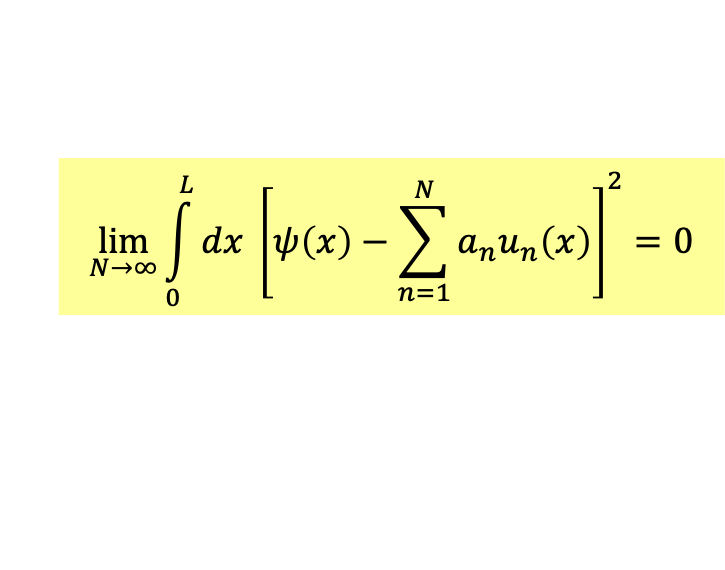 lim_{N→∞} ∫_0^L dx [ψ(x) − ∑_{n=1}^N a_n u_n(x)]^2 = 0